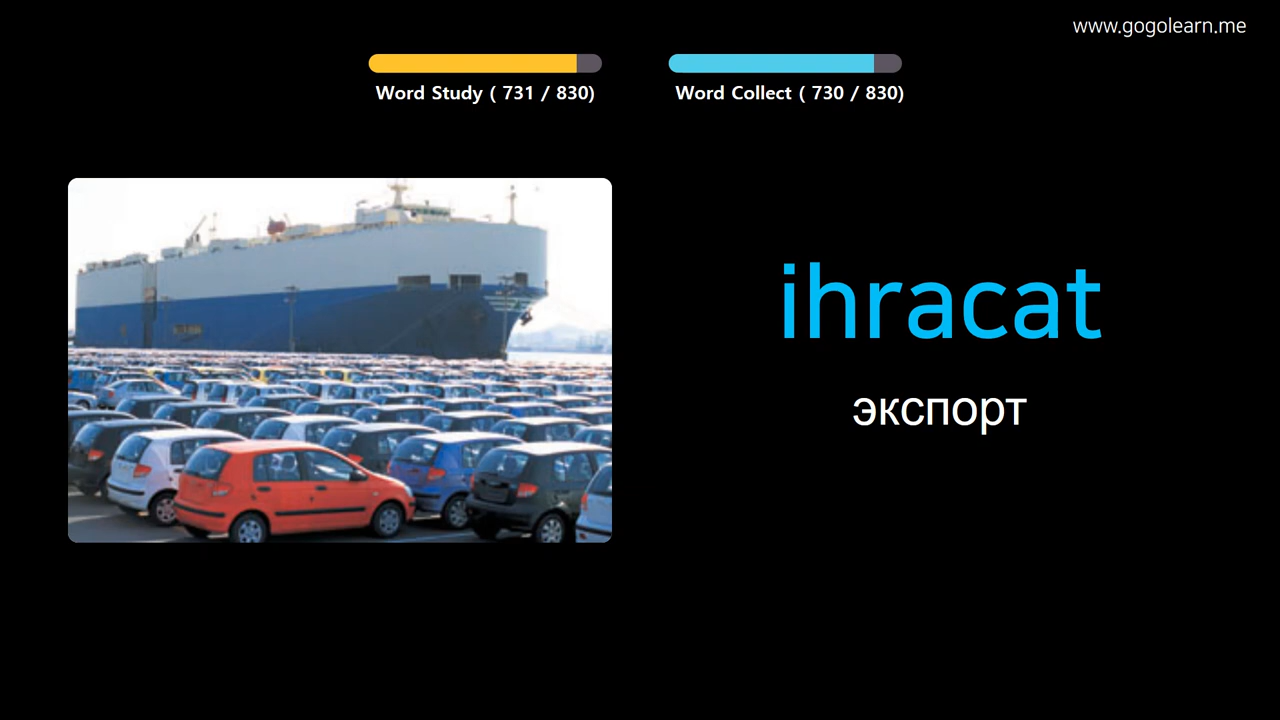 www.gogolearn.me
Word Study ( 731 / 830)
Word Collect ( 730 / 830)
ihracat
экспорт